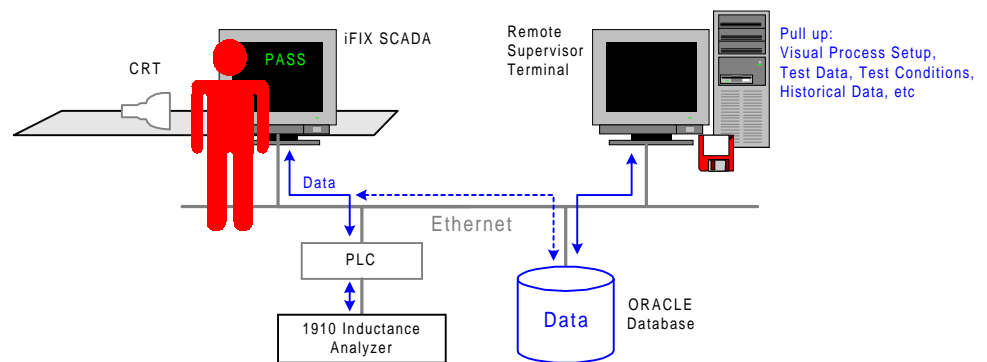 iFIX SCADA
PASS
CRT
Remote
Supervisor
Terminal
Pull up:
Visual Process Setup,
Test Data, Test Conditions,
Historical Data, etc
Data
Ethernet
PLC
1910 Inductance
Analyzer
Data
ORACLE
Database